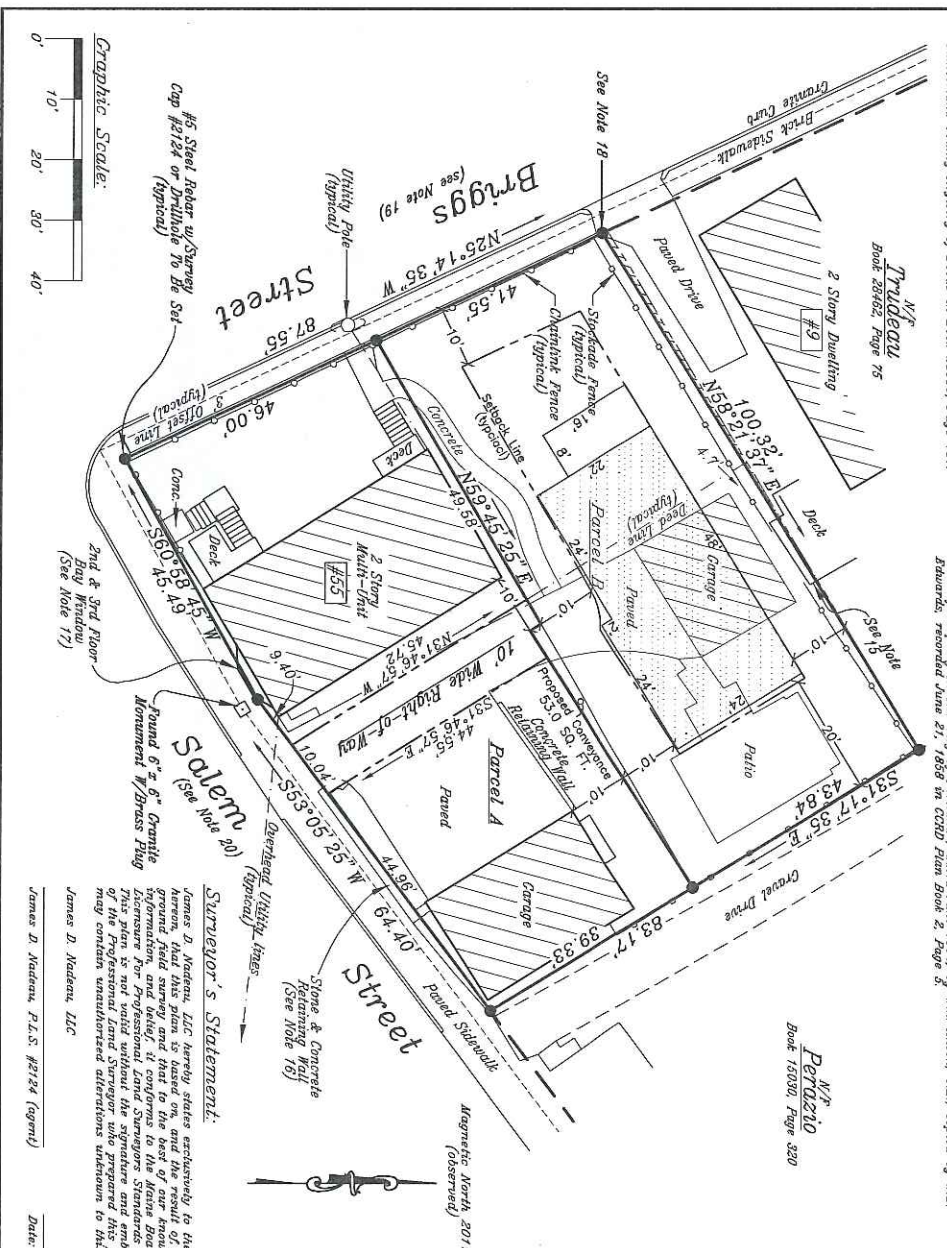 Edwards, recorded June 21, 1856 in CCRD Plan Book 2, Page 5.
N/F
Trudeau
Book 28462, Page 75
2 Story Dwelling
#9
Granite Curb
Brick Sidewalk
Paved Drive
See Note 18
Briggs
(see Note 19)
Street
N25°14'35" W
87.55'
41.55'
46.00'
Utility Pole
(typical)
#5 Steel Rebar w/Survey
Cap #2124 or Drillhole To Be Set
(typical)
Graphic Scale:
0'
10'
20'
30'
40'
3' Offset Line
(typical)
Stockade Fence
(typical)
Chainlink Fence
(typical)
10'
Setback Line
(typciacl)
16'
8'
22'
N58°21'37" E
100.32'
4.7'
Deck
See Note
15
Deed Line
(typical)
48'
Garage
Parcel B
Paved
24'
2'
24'
24'
10'
10'
10'
10'
20'
Patio
S31°17'35" E
43.84'
83.17'
39.33'
Gravel Drive
N/F
Perazio
Book 15030, Page 320
Concrete
N59°45'25" E
49.58'
Deck
2 Story
Multi-Unit
#55
Deck
Conc.
S60°58'45" W
45.49'
10'
N31°46'57" W
45.72'
10' Wide Right-of-Way
S31°46'57" E
44.55'
Proposed Conveyance
53.0 SQ. FT.
Concrete
Retaining Wall
Parcel A
Paved
Garage
9.40'
10.04'
S53°05'25" W
44.96'
64.40'
2nd & 3rd Floor
Bay Window
(See Note 17)
Found 6"x 6" Granite
Monument W/Brass Plug
Salem
(See Note 20)
Street
Overhead Utility Lines
(typical)
Stone & Concrete
Retaining Wall
(See Note 16)
Paved Sidewalk
Magnetic North 201
(observed)
Surveyor's Statement:
James D. Nadeau, LLC hereby states exclusively to the
hereon, that this plan is based on, and the result of,
ground field survey and that to the best of our know
information, and belief, it conforms to the Maine Boa
Licensure For Professional Land Surveyors Standards
This plan is not valid without the signature and emb
of the Professional Land Surveyor who prepared this
may contain unauthorized alterations unknown to thi
James D. Nadeau, LLC
James D. Nadeau, P.L.S. #2124 (agent)
Date: